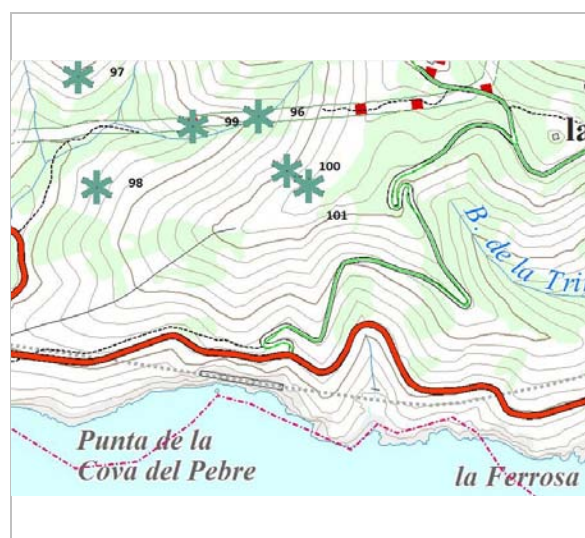 97
99
96
98
100
101
la
B. de la Tri
Punta de la
Cova del Pebre
la Ferrosa